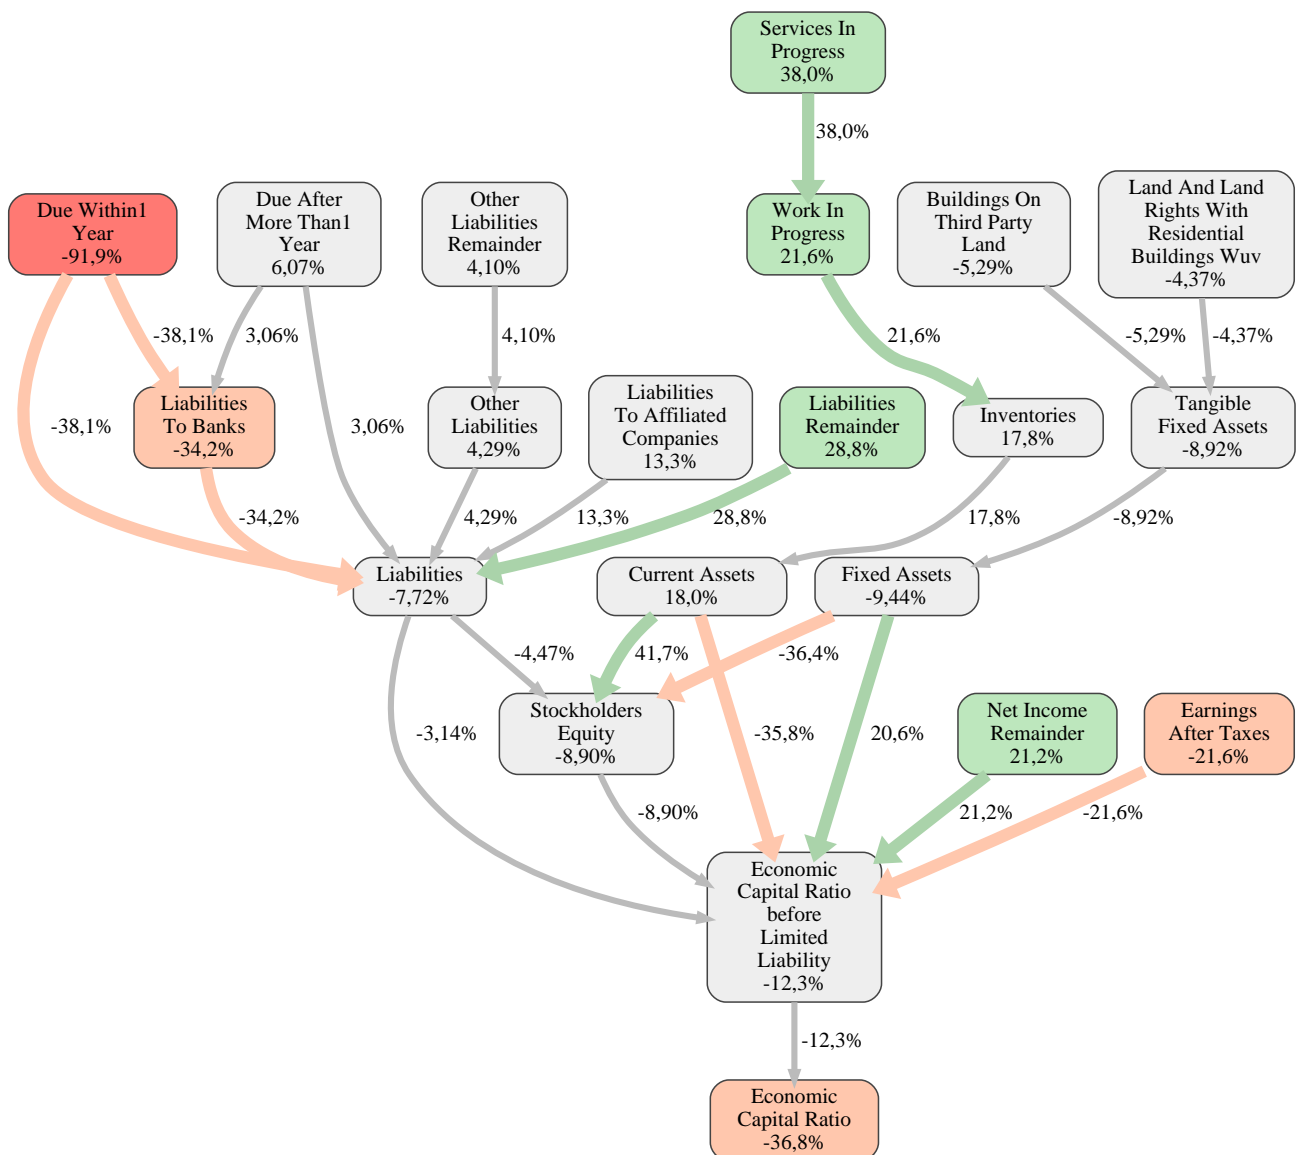 Services In
Progress
38,0%
38,0%
Due Within1
Year
-91,9%
Due After
More Than1
Year
6,07%
Other
Liabilities
Remainder
4,10%
Work In
Progress
21,6%
Buildings On
Third Party
Land
-5,29%
Land And Land
Rights With
Residential
Buildings Wuv
-4,37%
-38,1%
3,06%
4,10%
21,6%
-5,29%
-4,37%
-38,1%
Liabilities
To Banks
-34,2%
3,06%
Other
Liabilities
4,29%
Liabilities
To Affiliated
Companies
13,3%
Liabilities
Remainder
28,8%
Inventories
17,8%
Tangible
Fixed Assets
-8,92%
-34,2%
4,29%
13,3%
28,8%
17,8%
-8,92%
Liabilities
-7,72%
Current Assets
18,0%
Fixed Assets
-9,44%
-4,47%
41,7%
-36,4%
-3,14%
Stockholders
Equity
-8,90%
-35,8%
20,6%
Net Income
Remainder
21,2%
Earnings
After Taxes
-21,6%
-8,90%
21,2%
-21,6%
Economic
Capital Ratio
before
Limited
Liability
-12,3%
-12,3%
Economic
Capital Ratio
-36,8%